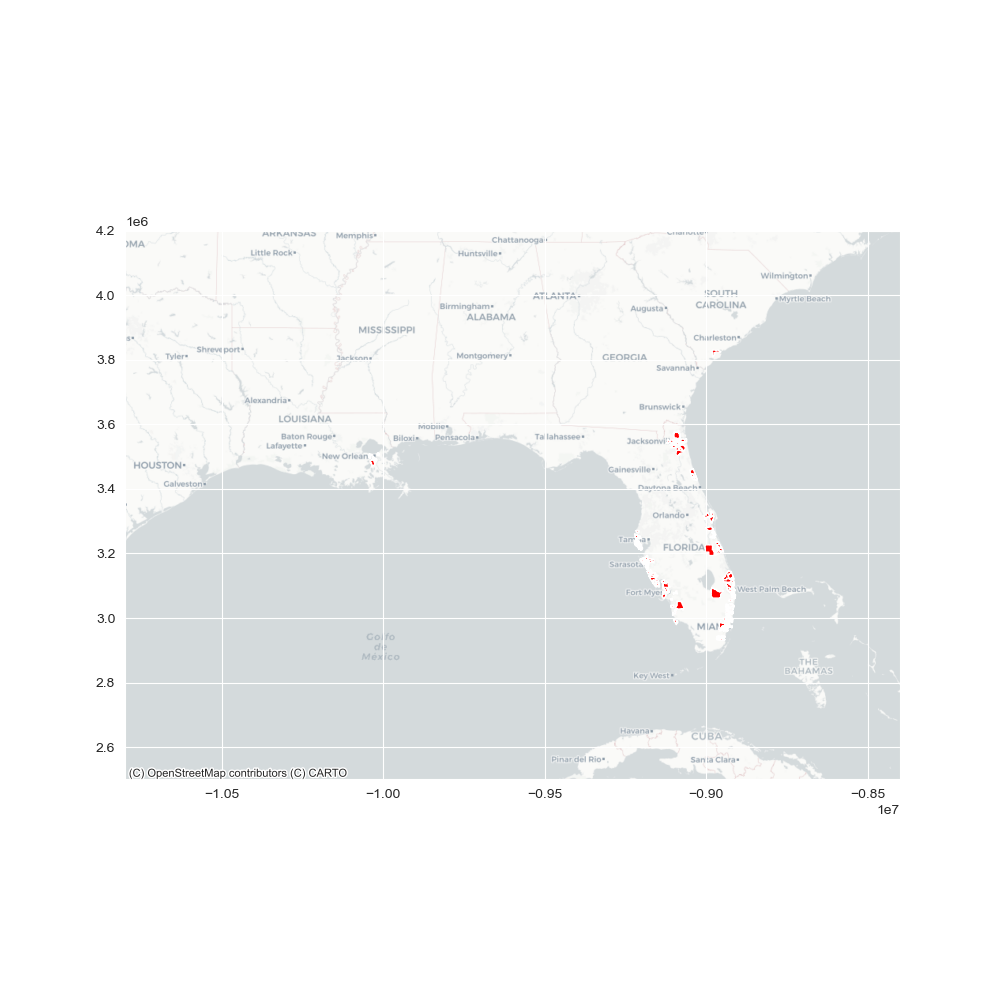 1e6
4.2
4.0
3.8
3.6
3.4
3.2
3.0
2.8
2.6
OMA
ARKANSAS
Memphis
Chattanooga
Charlotte
Little Rock
Huntsville
Wilmington
ATLANTA
SOUTH
CAROLINA
Myrtle Beach
Birmingham
ALABAMA
Augusta
MISSISSIPPI
Charleston
Tyler
Shreveport
Jackson
Montgomery
GEORGIA
Savannah
Alexandria
Brunswick
LOUISIANA
Mobile
Baton Rouge
Lafayette
Biloxi
Pensacola
Tallahassee
Jacksonvi
New Orlean
HOUSTON
Gainesville
Galveston
Daytona Beach
Orlando
Tampa
FLORIDA
Sarasota
Fort Myer
West Palm Beach
MIAMI
Golfo
de
México
THE
BAHAMAS
Key West
Havana
CUBA
Pinar del Río
Santa Clara
(C) OpenStreetMap contributors (C) CARTO
−1.05
−1.00
−0.95
−0.90
−0.85
1e7